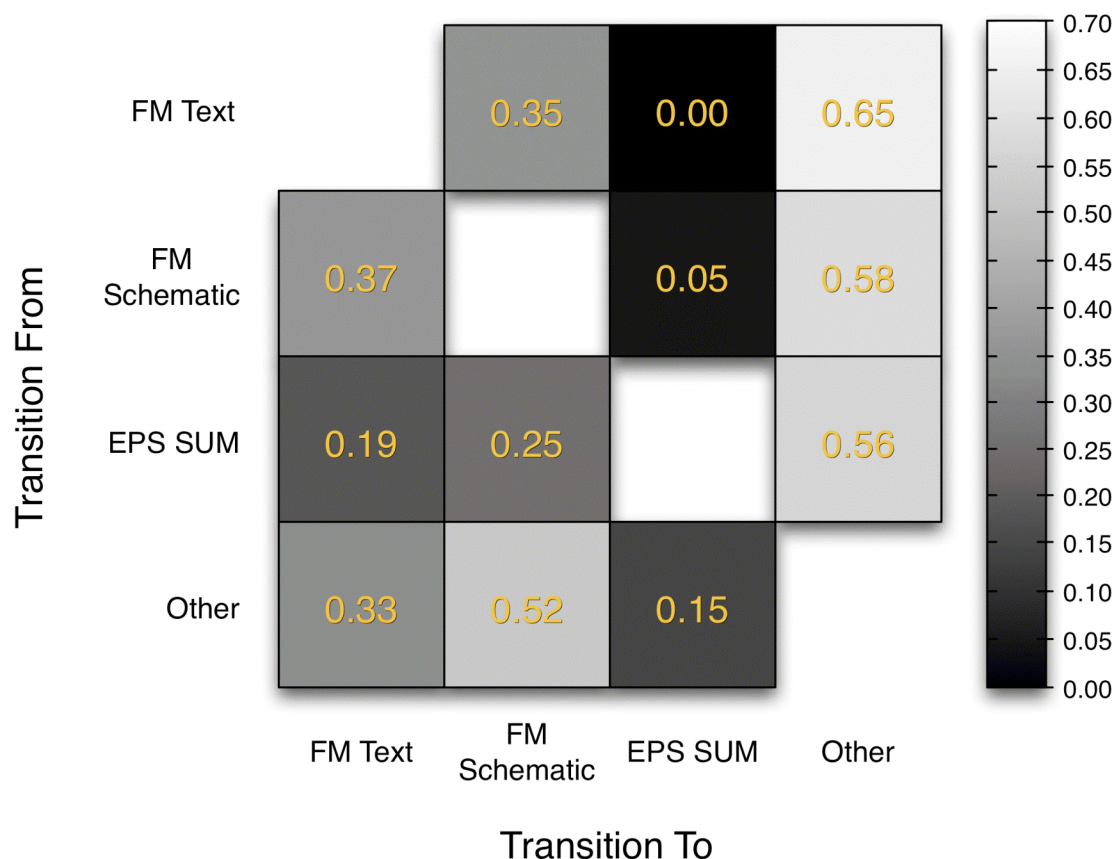 FM Text
0.35
0.00
0.65
FM
Schematic
0.37
0.05
0.58
EPS SUM
0.19
0.25
0.56
Other
0.33
0.52
0.15
FM Text
FM
Schematic
EPS SUM
Other
Transition From
Transition To
0.70
0.65
0.60
0.55
0.50
0.45
0.40
0.35
0.30
0.25
0.20
0.15
0.10
0.05
0.00